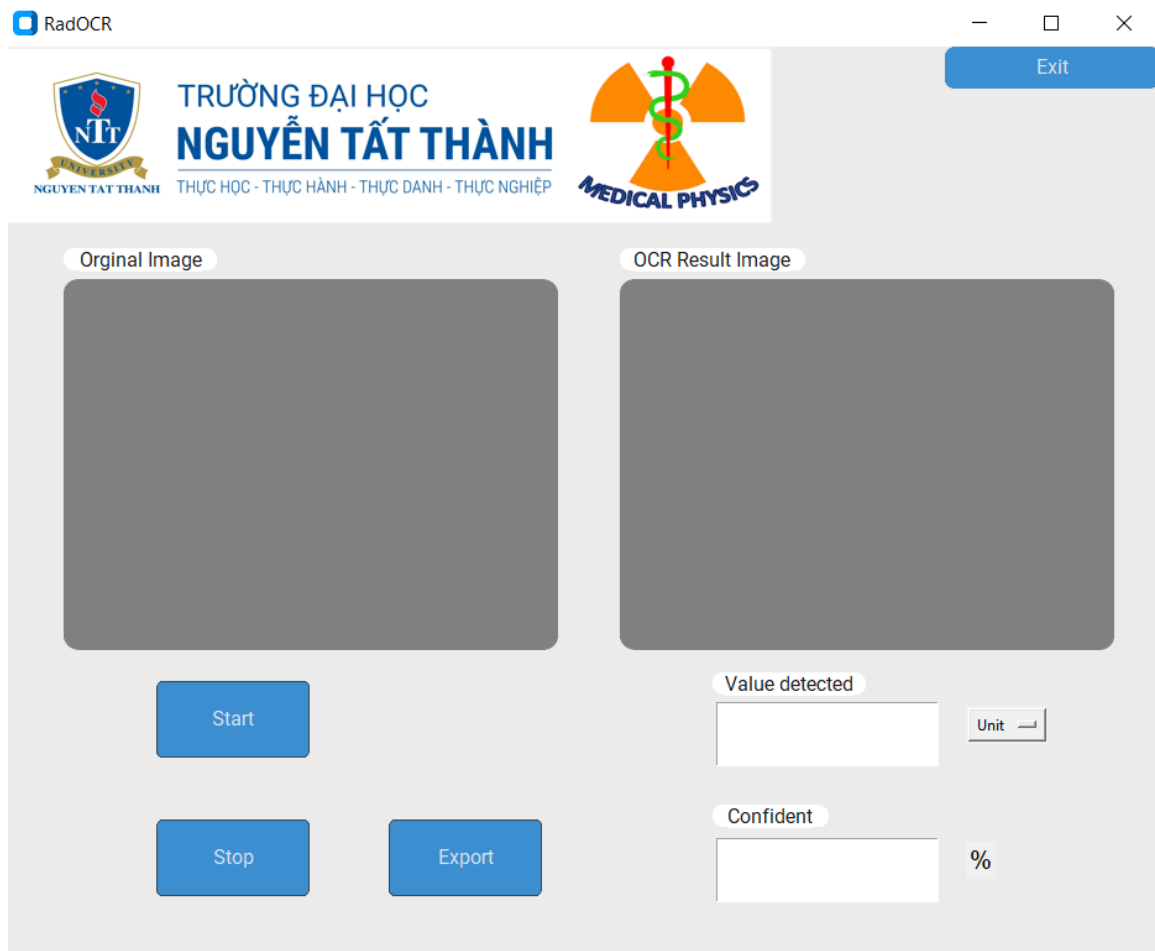 RadOCR
Exit
TRƯỜNG ĐẠI HỌC
NGUYỄN TẤT THÀNH
THỰC HỌC - THỰC HÀNH - THỰC DANH - THỰC NGHIỆP
NTT
UNIVERSITY
NGUYEN TAT THANH
MEDICAL PHYSICS
Orginal Image
OCR Result Image
Start
Value detected
Unit
Stop
Export
Confident
%